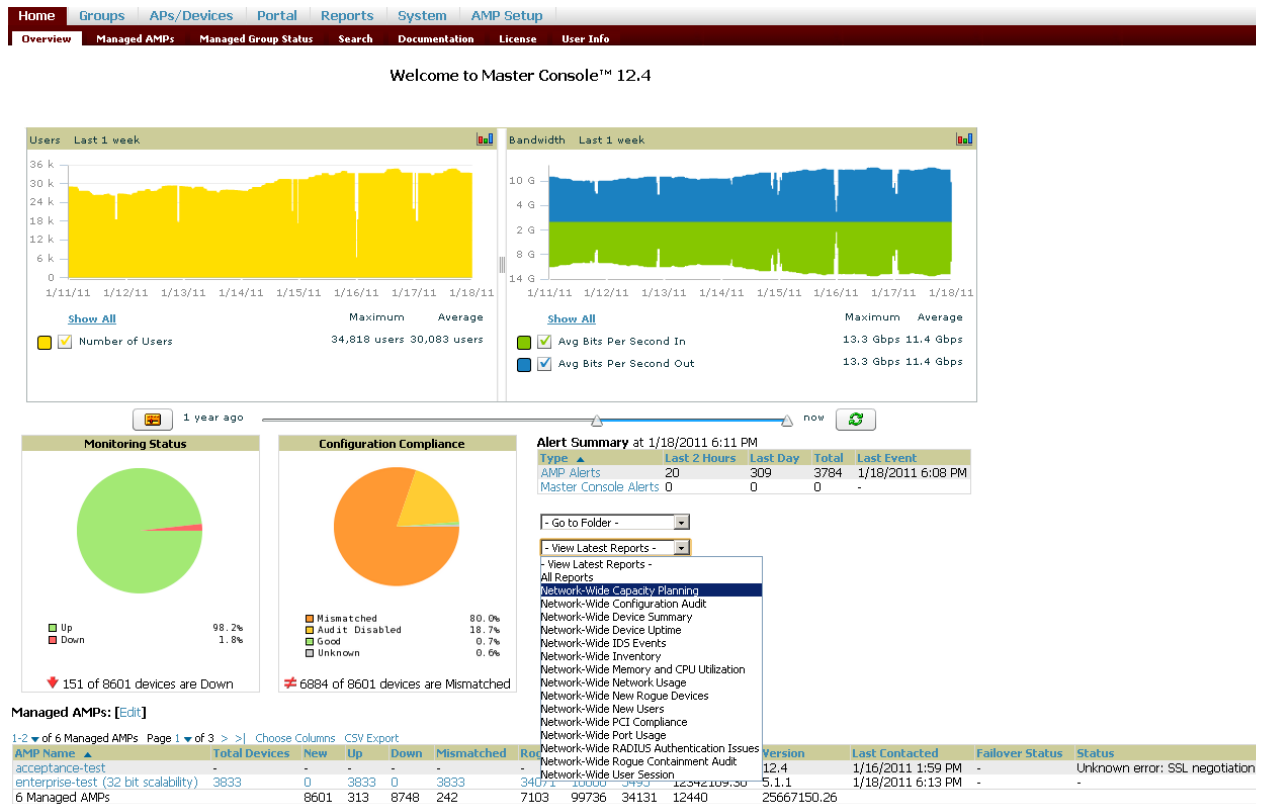 Home Groups APs/Devices Portal Reports System AMP Setup
Overview Managed AMPs Managed Group Status Search Documentation License User Info
Welcome to Master Console™ 12.4
Users Last 1 week
36 k
30 k
24 k
18 k
12 k
6 k
0
1/11/11 1/12/11 1/13/11 1/14/11 1/15/11 1/16/11 1/17/11 1/18/11
Show All Maximum Average
Number of Users 34,818 users 30,083 users
Bandwidth Last 1 week
10 G
4 G
2 G
8 G
14 G
1/11/11 1/12/11 1/13/11 1/14/11 1/15/11 1/16/11 1/17/11 1/18/11
Show All Maximum Average
Avg Bits Per Second In 13.3 Gbps 11.4 Gbps
Avg Bits Per Second Out 13.3 Gbps 11.4 Gbps
1 year ago now
Monitoring Status
Up 98.2%
Down 1.8%
151 of 8601 devices are Down
Configuration Compliance
Mismatched 80.0%
Audit Disabled 18.7%
Good 0.7%
Unknown 0.6%
≠ 6884 of 8601 devices are Mismatched
Alert Summary at 1/18/2011 6:11 PM
Type ▲ Last 2 Hours Last Day Total Last Event
AMP Alerts 20 309 3784 1/18/2011 6:08 PM
Master Console Alerts 0 0 0 -
- Go to Folder -
- View Latest Reports -
- View Latest Reports -
All Reports
Network-Wide Capacity Planning
Network-Wide Configuration Audit
Network-Wide Device Summary
Network-Wide Device Uptime
Network-Wide IDS Events
Network-Wide Inventory
Network-Wide Memory and CPU Utilization
Network-Wide Network Usage
Network-Wide New Rogue Devices
Network-Wide New Users
Network-Wide PCI Compliance
Network-Wide Port Usage
Network-Wide RADIUS Authentication Issues
Network-Wide Rogue Containment Audit
Network-Wide User Session
Managed AMPs: [Edit]
1-2 ▼ of 6 Managed AMPs Page 1 ▼ of 3 > >| Choose Columns CSV Export
AMP Name ▲ Total Devices New Up Down Mismatched Version Last Contacted Failover Status Status
acceptance-test - - - - - 12.4 1/16/2011 1:59 PM - Unknown error: SSL negotiation
enterprise-test (32 bit scalability) 3833 0 3833 0 3833 5.1.1 1/18/2011 6:13 PM - -
6 Managed AMPs 8601 313 8748 242 7103 99736 34131 12440 25667150.26